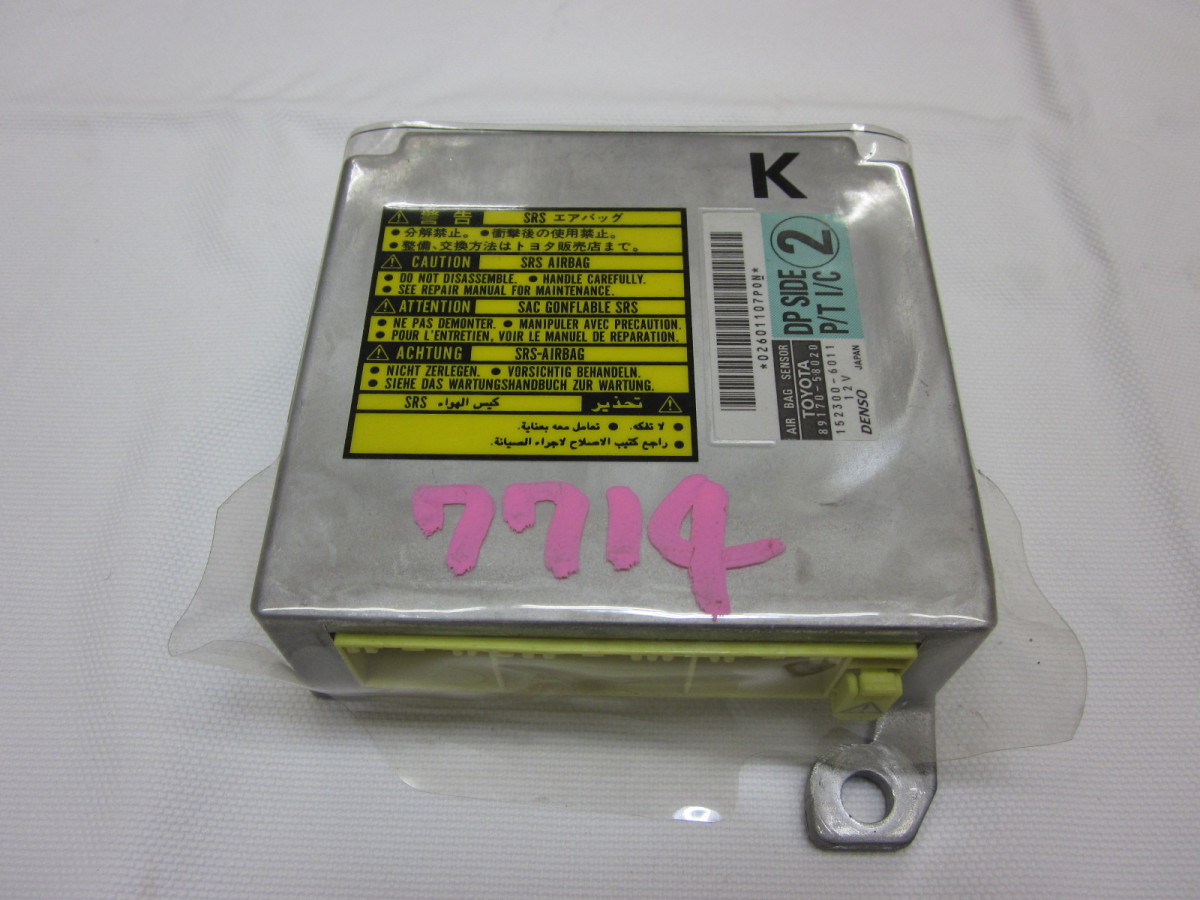 K
警告 SRS エアバッグ
●分解禁止。 ●衝撃後の使用禁止。
●整備、交換方法はトヨタ販売店まで。
CAUTION SRS AIRBAG
● DO NOT DISASSEMBLE. ● HANDLE CAREFULLY.
● SEE REPAIR MANUAL FOR MAINTENANCE.
ATTENTION SAC GONFLABLE SRS
● NE PAS DEMONTER. ● MANIPULER AVEC PRECAUTION.
● POUR L'ENTRETIEN, VOIR LE MANUEL DE REPARATION.
ACHTUNG SRS-AIRBAG
● NICHT ZERLEGEN. ● VORSICHTIG BEHANDELN.
● SIEHE DAS WARTUNGSHANDBUCH ZUR WARTUNG.
تحذير كيس الهواء SRS
● لا تفكه. ● تعامل معه بعناية.
● راجع كتيب الاصلاح لاجراء الصيانة.
*02601107P0N*
DP SIDE 2
P/T I/C
AIR BAG SENSOR
TOYOTA
89170-58020
152300-6011
12V
DENSO JAPAN
7714